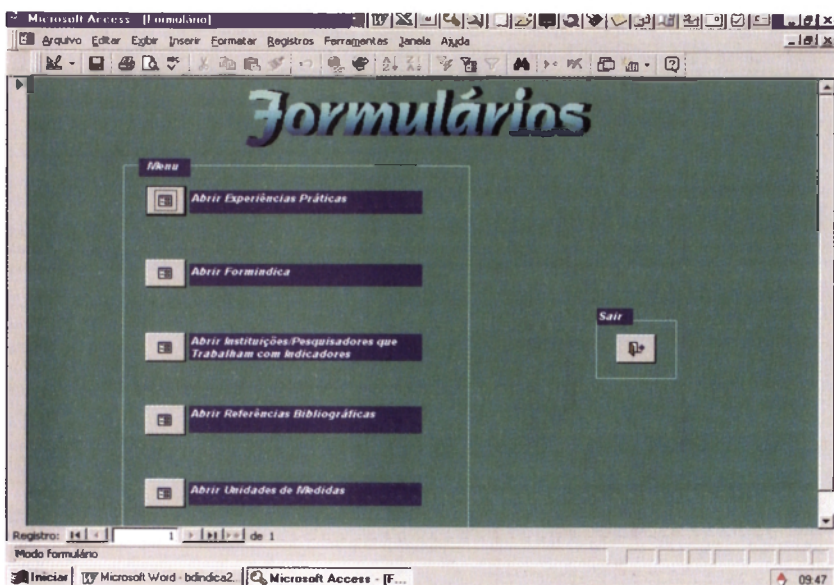 Microsoft Access - [Formulário]
Arquivo Editar Exibir Inserir Formatar Registros Ferramentas Janela Ajuda
Formulários
Menu
Abrir Experiências Práticas
Abrir Formindica
Abrir Instituições/Pesquisadores que
Trabalham com Indicadores
Abrir Referências Bibliográficas
Abrir Unidades de Medidas
Sair
Registro: 1 de 1
Modo formulário
Iniciar Microsoft Word - bdindica2... Microsoft Access - [F... 09:47